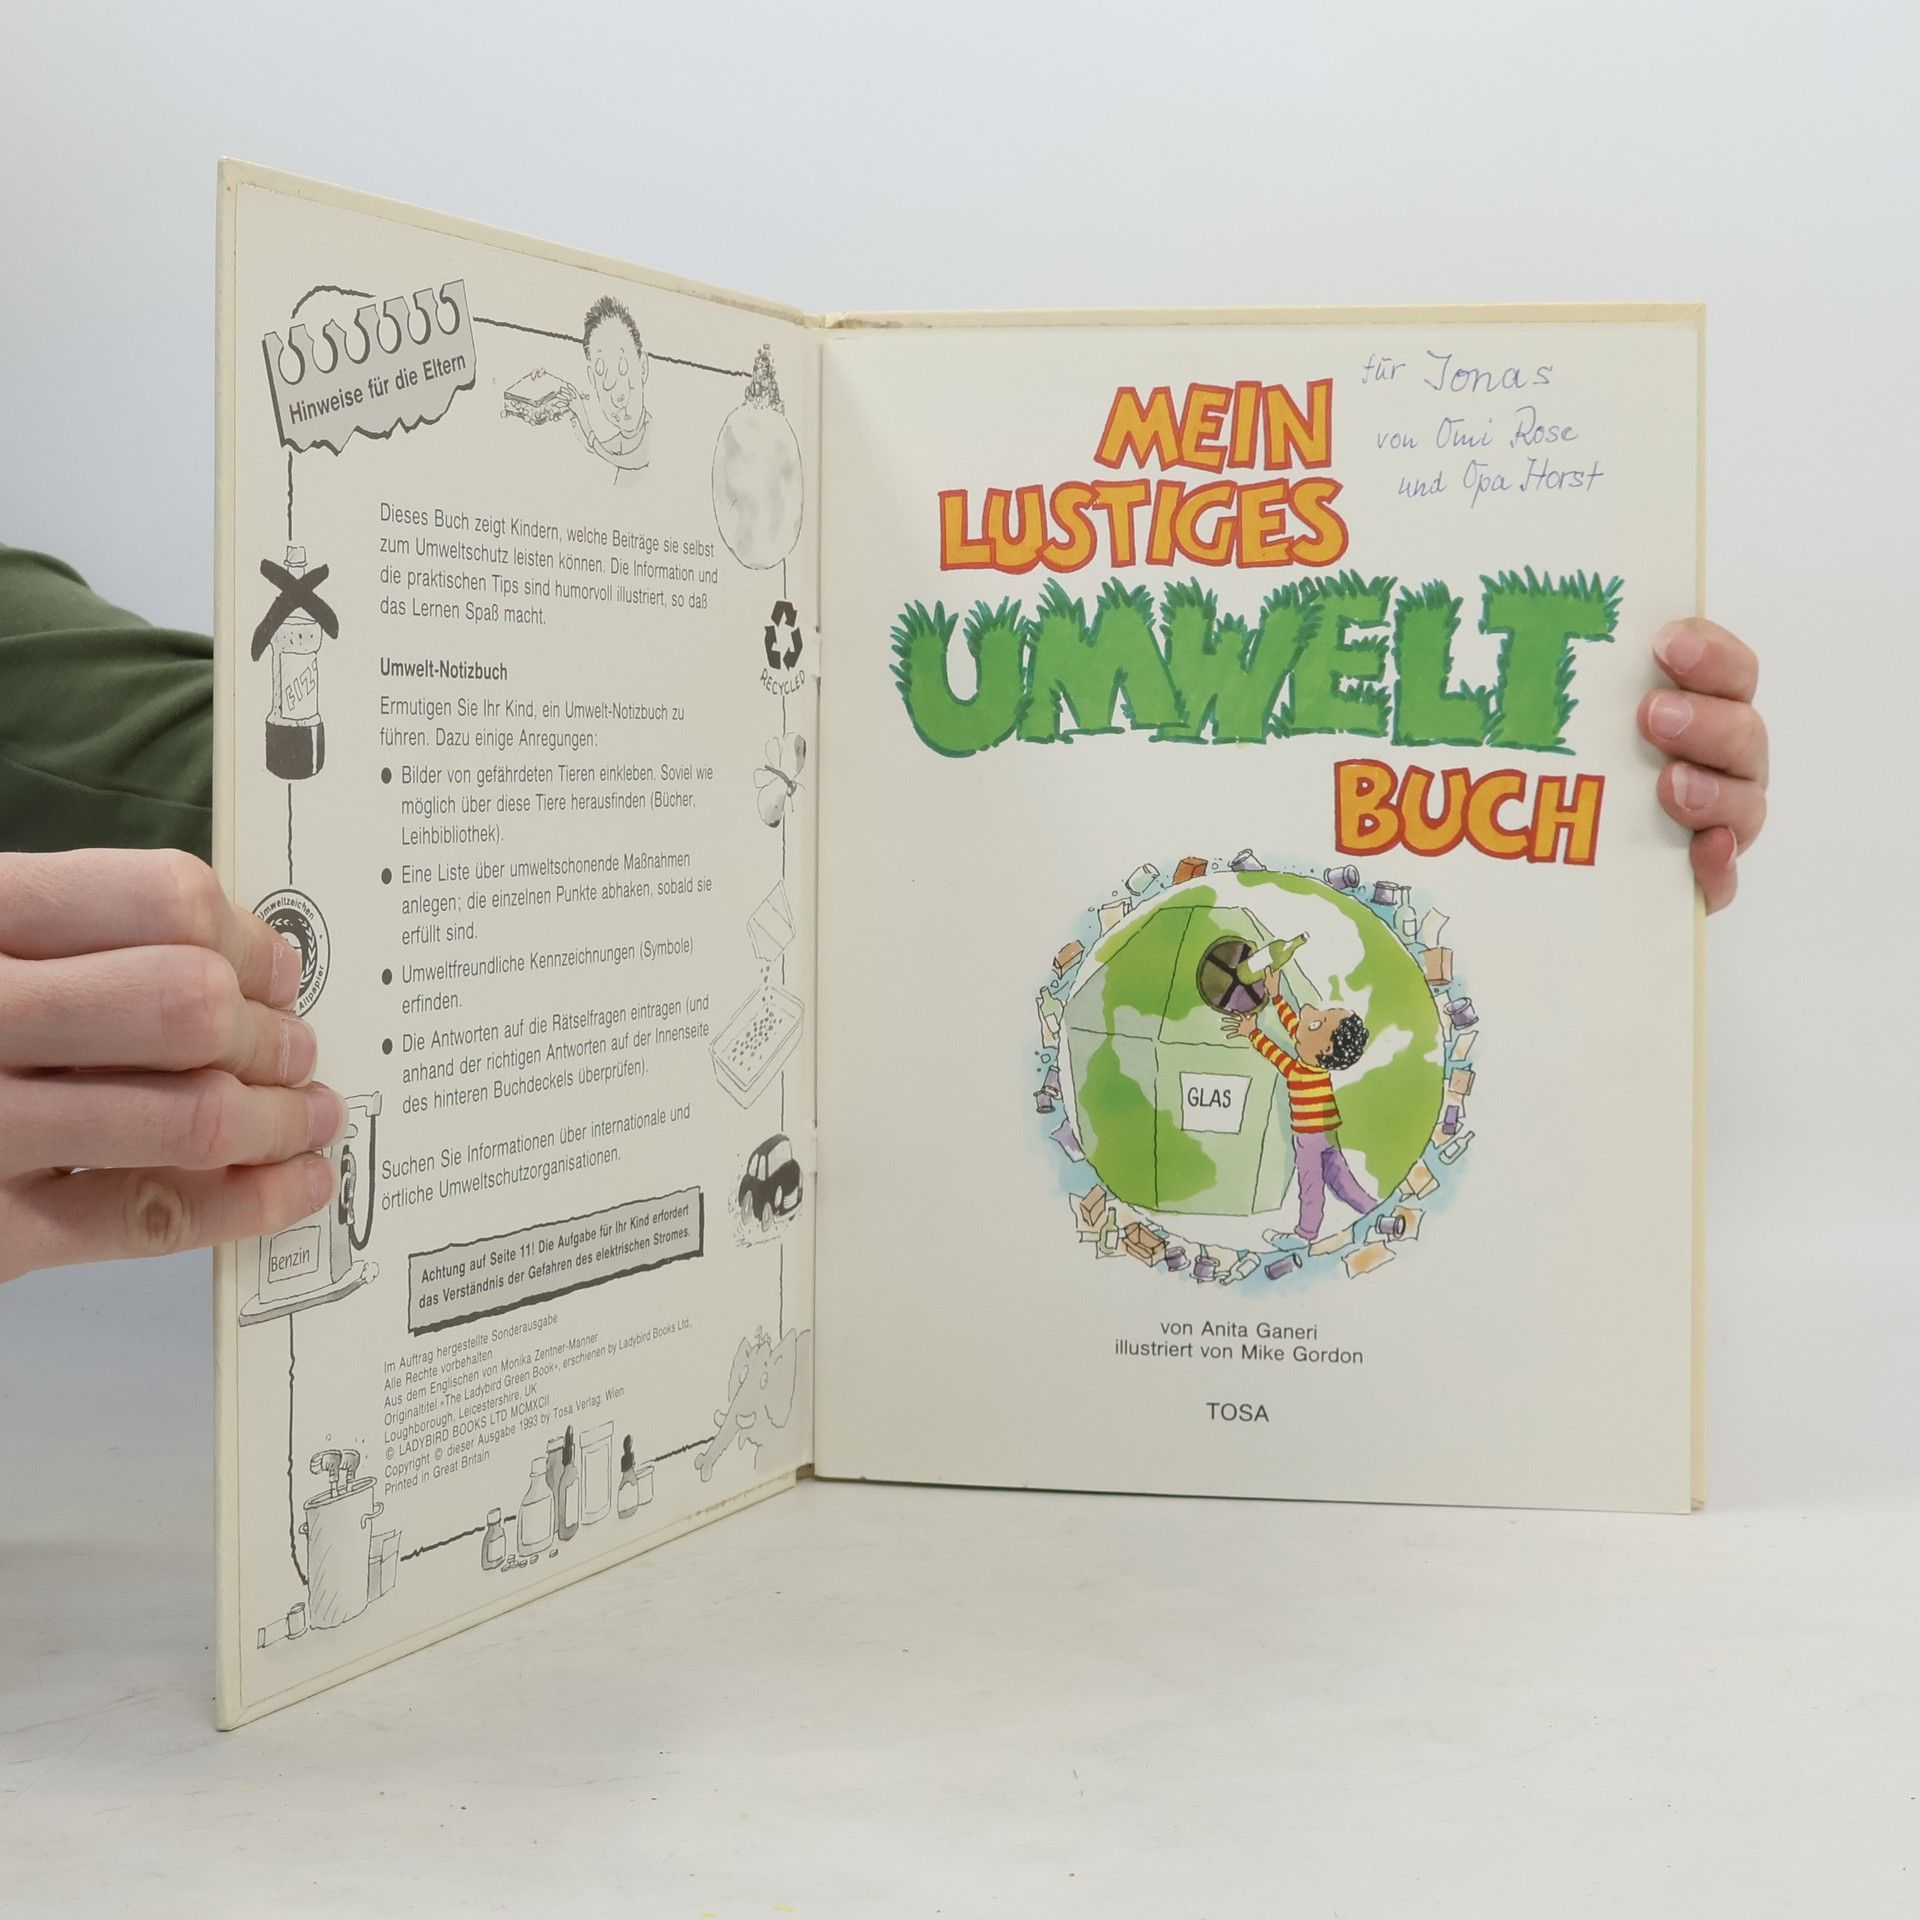 Hinweise für die Eltern
Dieses Buch zeigt Kindern, welche Beiträge sie selbst
zum Umweltschutz leisten können. Die Information und
die praktischen Tips sind humorvoll illustriert, so daß
das Lernen Spaß macht.
Umwelt-Notizbuch
Ermutigen Sie Ihr Kind, ein Umwelt-Notizbuch zu
führen. Dazu einige Anregungen:
● Bilder von gefährdeten Tieren einkleben. Soviel wie
möglich über diese Tiere herausfinden (Bücher,
Leihbibliothek).
● Eine Liste über umweltschonende Maßnahmen
anlegen; die einzelnen Punkte abhaken, sobald sie
erfüllt sind.
● Umweltfreundliche Kennzeichnungen (Symbole)
erfinden.
● Die Antworten auf die Rätselfragen eintragen (und
anhand der richtigen Antworten auf der Innenseite
des hinteren Buchdeckels überprüfen).
Suchen Sie Informationen über internationale und
örtliche Umweltschutzorganisationen.
Achtung auf Seite 11! Die Aufgabe für Ihr Kind erfordert
das Verständnis der Gefahren des elektrischen Stromes.
Im Auftrag hergestellte Sonderausgabe
Alle Rechte vorbehalten
Aus dem Englischen von Monika Zentner-Manner
Originaltitel »The Ladybird Green Book«, erschienen by Ladybird Books Ltd.,
Loughborough, Leicestershire, UK
© LADYBIRD BOOKS LTD MCMXCII
Copyright © dieser Ausgabe 1993 by Tosa Verlag, Wien
Printed in Great Britain
FIZZ
RECYCLED
Umweltzeichen
Altpapier
Benzin
für Jonas
von Omi Rose
und Opa Horst
MEIN
LUSTIGES
UMWELT
BUCH
GLAS
von Anita Ganeri
illustriert von Mike Gordon
TOSA